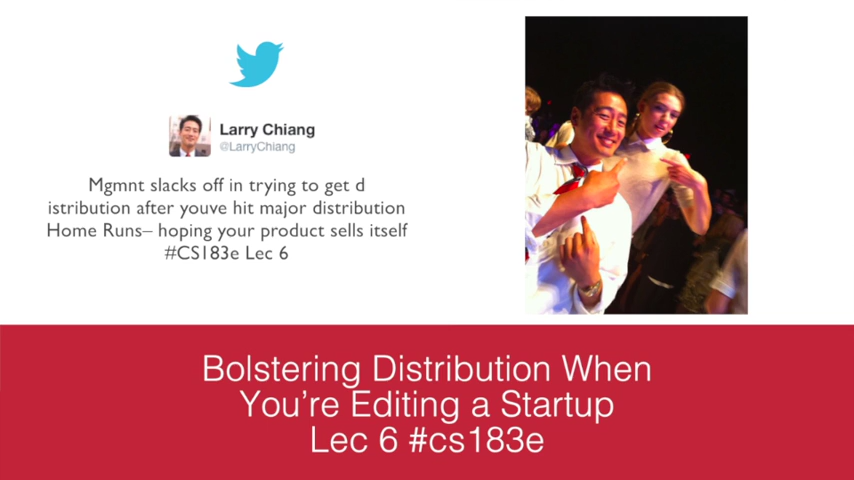 Larry Chiang
@LarryChiang
Mgmnt slacks off in trying to get d
istribution after youve hit major distribution
Home Runs– hoping your product sells itself
#CS183e Lec 6
Bolstering Distribution When
You’re Editing a Startup
Lec 6 #cs183e